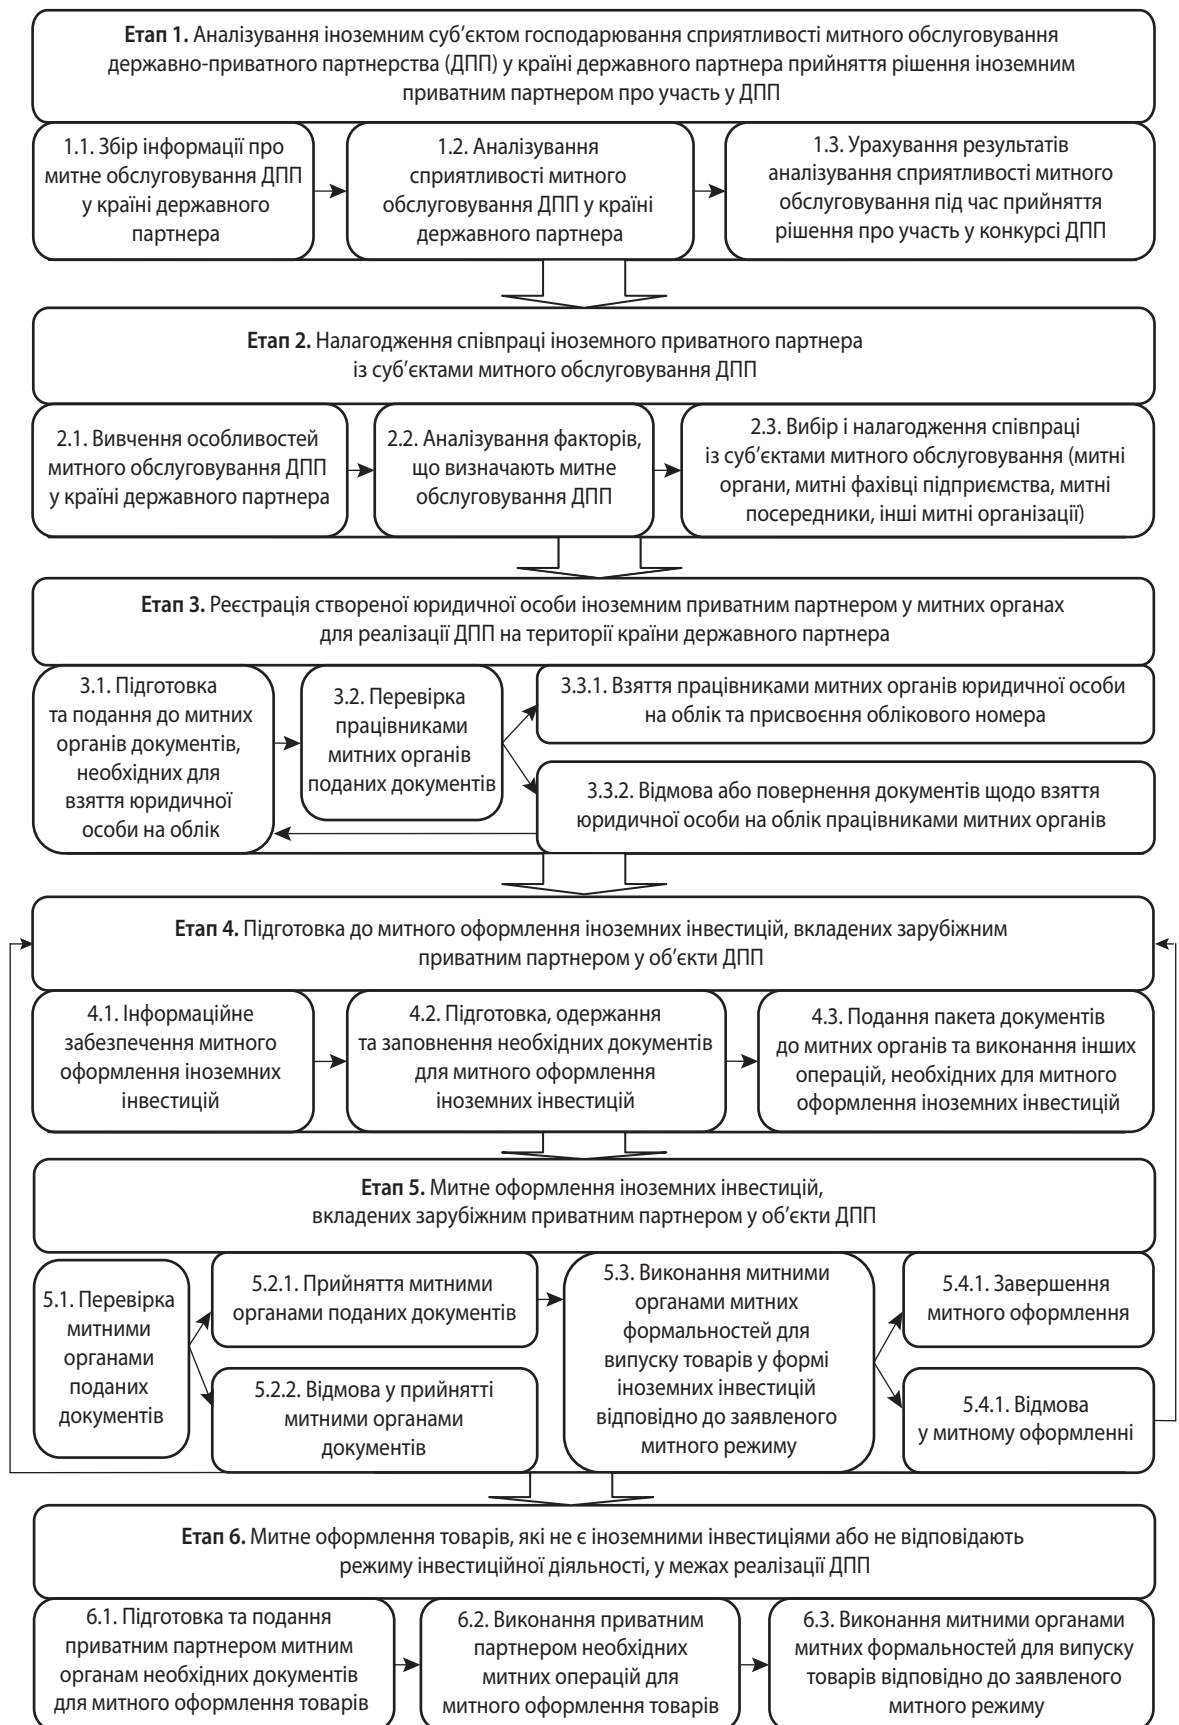 Етап 1. Аналізування іноземним суб’єктом господарювання сприятливості митного обслуговування
державно-приватного партнерства (ДПП) у країні державного партнера прийняття рішення іноземним
приватним партнером про участь у ДПП
1.1. Збір інформації про
митне обслуговування ДПП
у країні державного
партнера
1.2. Аналізування
сприятливості митного
обслуговування ДПП у країні
державного партнера
1.3. Урахування результатів
аналізування сприятливості митного
обслуговування під час прийняття
рішення про участь у конкурсі ДПП
Етап 2. Налагодження співпраці іноземного приватного партнера
із суб’єктами митного обслуговування ДПП
2.1. Вивчення особливостей
митного обслуговування ДПП
у країні державного партнера
2.2. Аналізування факторів,
що визначають митне
обслуговування ДПП
2.3. Вибір і налагодження співпраці
із суб’єктами митного обслуговування (митні
органи, митні фахівці підприємства, митні
посередники, інші митні організації)
Етап 3. Реєстрація створеної юридичної особи іноземним приватним партнером у митних органах
для реалізації ДПП на території країни державного партнера
3.1. Підготовка
та подання до митних
органів документів,
необхідних для
взяття юридичної
особи на облік
3.2. Перевірка
працівниками
митних органів
поданих документів
3.3.1. Взяття працівниками митних органів юридичної особи
на облік та присвоєння облікового номера
3.3.2. Відмова або повернення документів щодо взяття
юридичної особи на облік працівниками митних органів
Етап 4. Підготовка до митного оформлення іноземних інвестицій, вкладених зарубіжним
приватним партнером у об’єкти ДПП
4.1. Інформаційне
забезпечення митного
оформлення іноземних
інвестицій
4.2. Підготовка, одержання
та заповнення необхідних документів
для митного оформлення
іноземних інвестицій
4.3. Подання пакета документів
до митних органів та виконання інших
операцій, необхідних для митного
оформлення іноземних інвестицій
Етап 5. Митне оформлення іноземних інвестицій,
вкладених зарубіжним приватним партнером у об’єкти ДПП
5.1. Перевірка
митними
органами
поданих
документів
5.2.1. Прийняття митними
органами поданих документів
5.2.2. Відмова у прийнятті
митними органами
документів
5.3. Виконання митними
органами митних
формальностей для
випуску товарів у формі
іноземних інвестицій
відповідно до заявленого
митного режиму
5.4.1. Завершення
митного оформлення
5.4.1. Відмова
у митному оформленні
Етап 6. Митне оформлення товарів, які не є іноземними інвестиціями або не відповідають
режиму інвестиційної діяльності, у межах реалізації ДПП
6.1. Підготовка та подання
приватним партнером митним
органам необхідних документів
для митного оформлення товарів
6.2. Виконання приватним
партнером необхідних
митних операцій для
митного оформлення товарів
6.3. Виконання митними органами
митних формальностей для випуску
товарів відповідно до заявленого
митного режиму